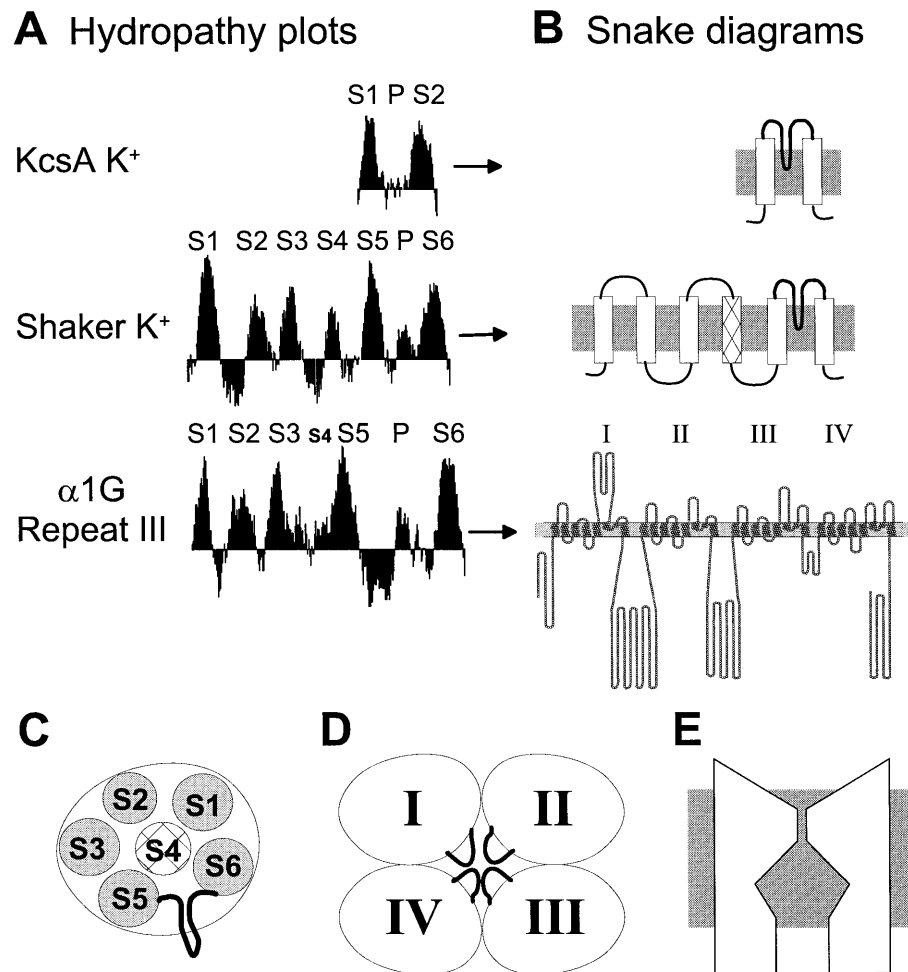 A Hydropathy plots
B Snake diagrams
S1 P S2
KcsA K⁺
S1 S2 S3 S4 S5 P S6
Shaker K⁺
S1 S2 S3 S4 S5 P S6
I II III IV
α1G
Repeat III
C
D
E
S2 S1
S3 S4 S6
S5
I II
IV III